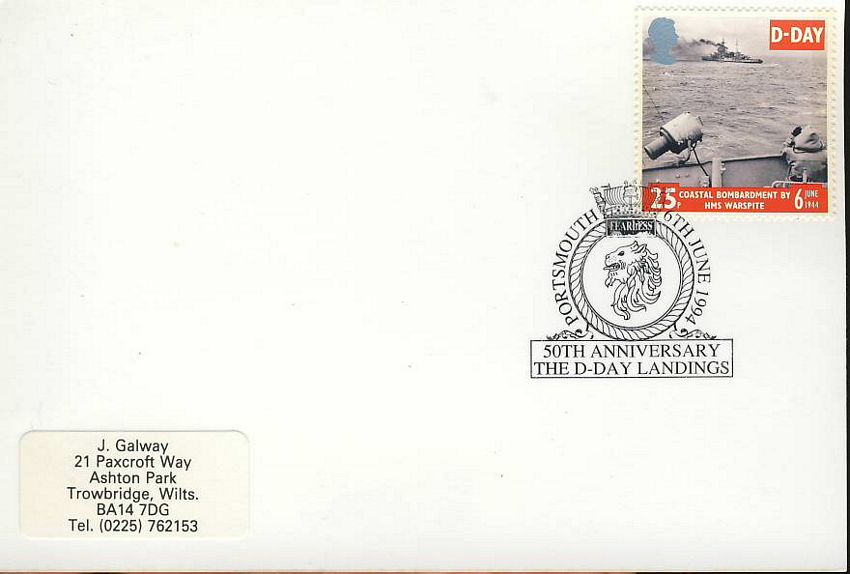 D-DAY
25P COASTAL BOMBARDMENT BY HMS WARSPITE 6 JUNE 1944
FEARLESS
PORTSMOUTH 6TH JUNE 1994
50TH ANNIVERSARY
THE D-DAY LANDINGS
J. Galway
21 Paxcroft Way
Ashton Park
Trowbridge, Wilts.
BA14 7DG
Tel. (0225) 762153